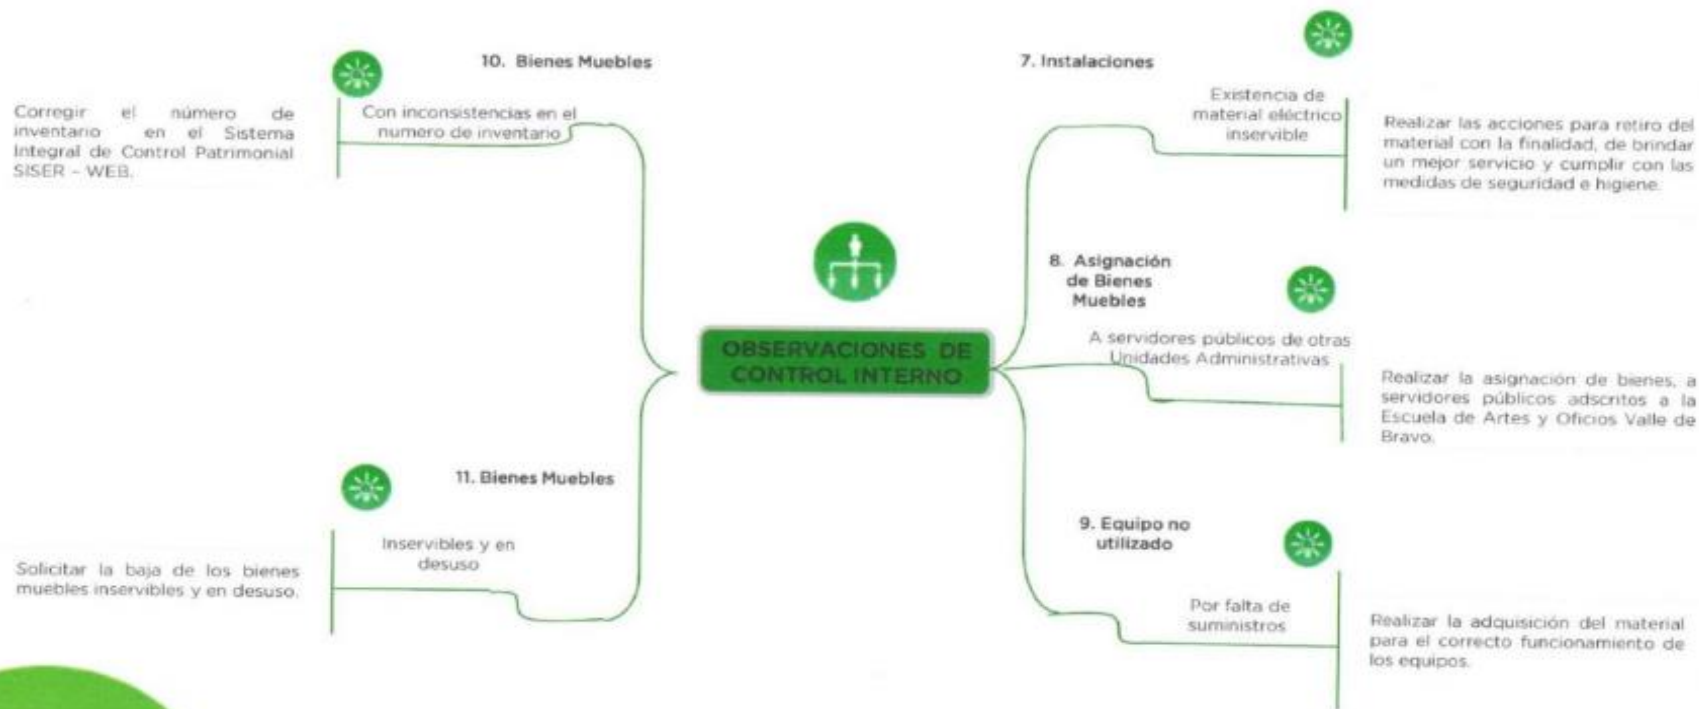 10. Bienes Muebles
Con inconsistencias en el
numero de inventario
Corregir el número de
inventario en el Sistema
Integral de Control Patrimonial
SISER - WEB.
7. Instalaciones
Existencia de
material eléctrico
inservible
Realizar las acciones para retiro del
material con la finalidad, de brindar
un mejor servicio y cumplir con las
medidas de seguridad e higiene.
OBSERVACIONES DE
CONTROL INTERNO
8. Asignación
de Bienes
Muebles
A servidores públicos de otras
Unidades Administrativas
Realizar la asignación de bienes, a
servidores públicos adscritos a la
Escuela de Artes y Oficios Valle de
Bravo.
11. Bienes Muebles
Inservibles y en
desuso
Solicitar la baja de los bienes
muebles inservibles y en desuso.
9. Equipo no
utilizado
Por falta de
suministros
Realizar la adquisición del material
para el correcto funcionamiento de
los equipos.